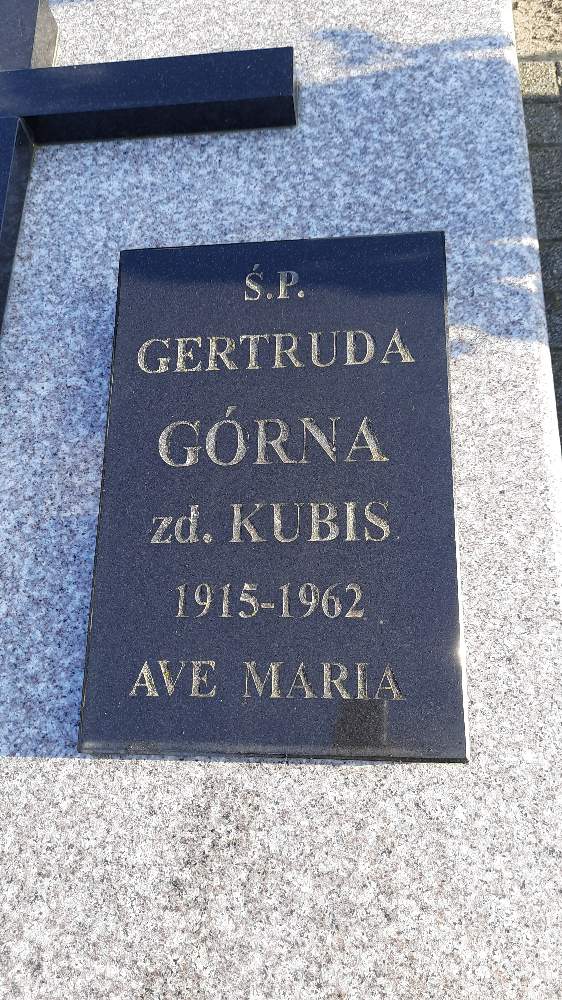 Ś.P.
GERTRUDA
GÓRNA
zd. KUBIS
1915-1962
AVE MARIA